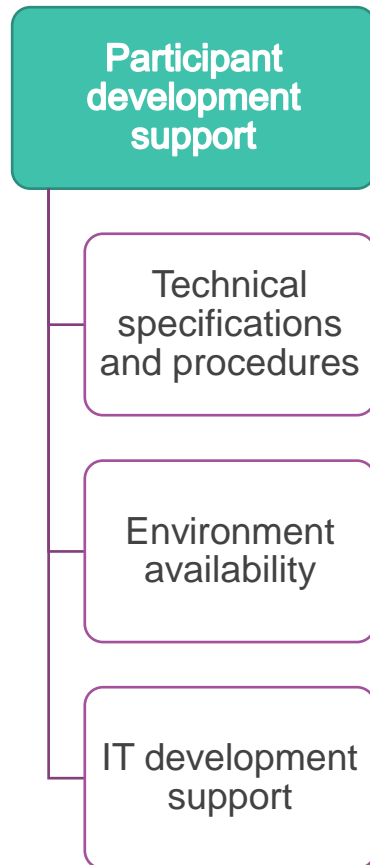 Participant
development
support
Technical
specifications
and procedures
Environment
availability
IT development
support